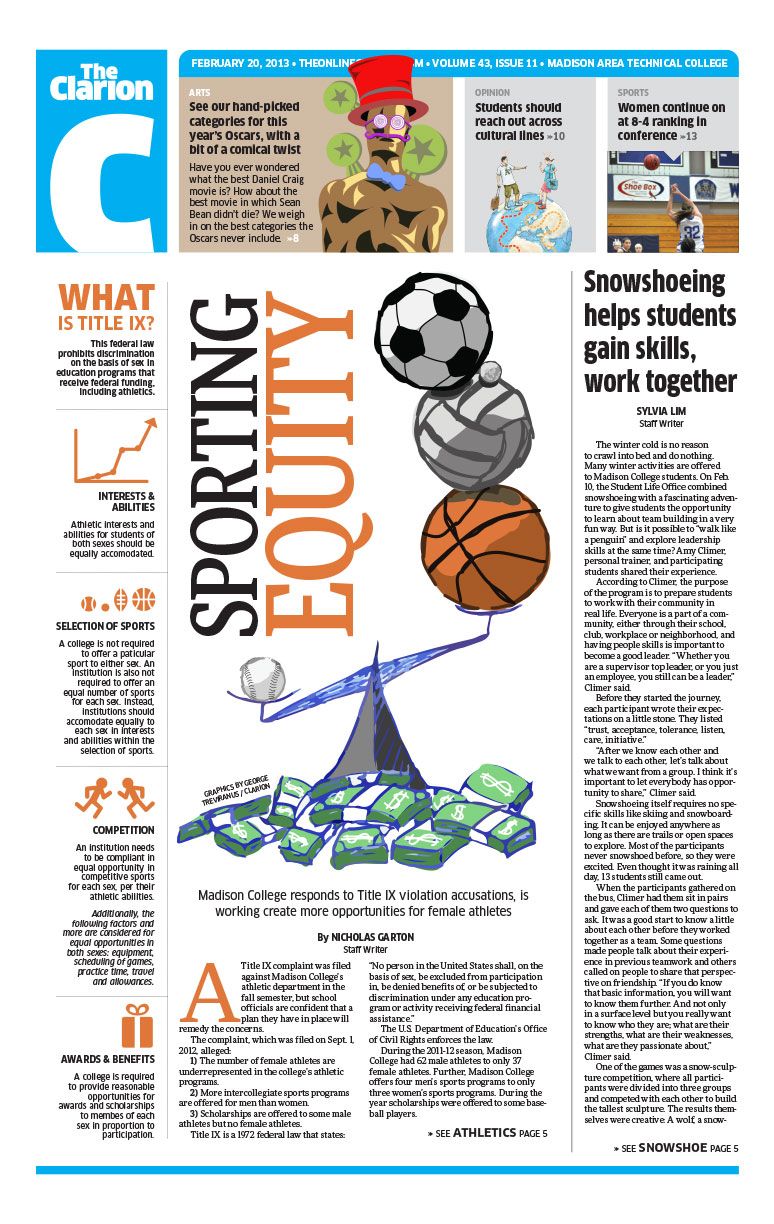 The
Clarion
C
FEBRUARY 20, 2013 • THEONLINE M • VOLUME 43, ISSUE 11 • MADISON AREA TECHNICAL COLLEGE
ARTS
See our hand-picked
categories for this
year's Oscars, with a
bit of a comical twist
Have you ever wondered
what the best Daniel Craig
movie is? How about the
best movie in which Sean
Bean didn't die? We weigh
in on the best categories the
Oscars never include. »8
OPINION
Students should
reach out across
cultural lines »10
SPORTS
Women continue on
at 8-4 ranking in
conference »13
The
Shoe Box
W
32
WHAT
IS TITLE IX?
This federal law
prohibits discrimination
on the basis of sex in
education programs that
receive federal funding,
including athletics.
INTERESTS &
ABILITIES
Athletic interests and
abilities for students of
both sexes should be
equally accomodated.
SELECTION OF SPORTS
A college is not required
to offer a paticular
sport to either sex. An
institution is also not
required to offer an
equal number of sports
for each sex. Instead,
institutions should
accomodate equally to
each sex in interests
and abilities within the
selection of sports.
COMPETITION
An institution needs
to be compliant in
equal opportunity in
competitive sports
for each sex, per their
athletic abilities.
Additionally, the
following factors and
more are considered for
equal opportunities in
both sexes: equipment,
scheduling of games,
practice time, travel
and allowances.
AWARDS & BENEFITS
A college is required
to provide reasonable
opportunities for
awards and scholarships
to membes of each
sex in proportion to
participation.
SPORTING
EQUITY
GRAPHICS BY GEORGE
TREVIRANUS / CLARION
Madison College responds to Title IX violation accusations, is
working create more opportunities for female athletes
By NICHOLAS GARTON
Staff Writer
A Title IX complaint was filed
against Madison College's
athletic department in the
fall semester, but school
officials are confident that a
plan they have in place will
remedy the concerns.
The complaint, which was filed on Sept. 1,
2012, alleged:
1) The number of female athletes are
underrepresented in the college's athletic
programs.
2) More intercollegiate sports programs
are offered for men than women.
3) Scholarships are offered to some male
athletes but no female athletes.
Title IX is a 1972 federal law that states:
"No person in the United States shall, on the
basis of sex, be excluded from participation
in, be denied benefits of, or be subjected to
discrimination under any education pro-
gram or activity receiving federal financial
assistance."
The U.S. Department of Education's Office
of Civil Rights enforces the law.
During the 2011-12 season, Madison
College had 62 male athletes to only 37
female athletes. Further, Madison College
offers four men's sports programs to only
three women's sports programs. During the
year scholarships were offered to some base-
ball players.
» SEE ATHLETICS PAGE 5
Snowshoeing
helps students
gain skills,
work together
SYLVIA LIM
Staff Writer
The winter cold is no reason
to crawl into bed and do nothing.
Many winter activities are offered
to Madison College students. On Feb.
10, the Student Life Office combined
snowshoeing with a fascinating adven-
ture to give students the opportunity
to learn about team building in a very
fun way. But is it possible to "walk like
a penguin" and explore leadership
skills at the same time? Amy Climer,
personal trainer, and participating
students shared their experience.
According to Climer, the purpose
of the program is to prepare students
to work with their community in
real life. Everyone is a part of a com-
munity, either through their school,
club, workplace or neighborhood, and
having people skills is important to
become a good leader. "Whether you
are a supervisor top leader, or you just
an employee, you still can be a leader,"
Climer said.
Before they started the journey,
each participant wrote their expec-
tations on a little stone. They listed
"trust, acceptance, tolerance, listen,
care, initiative."
"After we know each other and
we talk to each other, let's talk about
what we want from a group. I think it's
important to let everybody has oppor-
tunity to share," Climer said.
Snowshoeing itself requires no spe-
cific skills like skiing and snowboard-
ing. It can be enjoyed anywhere as
long as there are trails or open spaces
to explore. Most of the participants
never snowshoed before, so they were
excited. Even thought it was raining all
day, 13 students still came out.
When the participants gathered on
the bus, Climer had them sit in pairs
and gave each of them two questions to
ask. It was a good start to know a little
about each other before they worked
together as a team. Some questions
made people talk about their experi-
ence in previous teamwork and others
called on people to share that perspec-
tive on friendship. "If you do know
that basic information, you will want
to know them further. And not only
in a surface level but you really want
to know who they are; what are their
strengths, what are their weaknesses,
what are they passionate about,"
Climer said.
One of the games was a snow-sculp-
ture competition, where all partici-
pants were divided into three groups
and competed with each other to build
the tallest sculpture. The results them-
selves were creative: A wolf, a snow-
» SEE SNOWSHOE PAGE 5